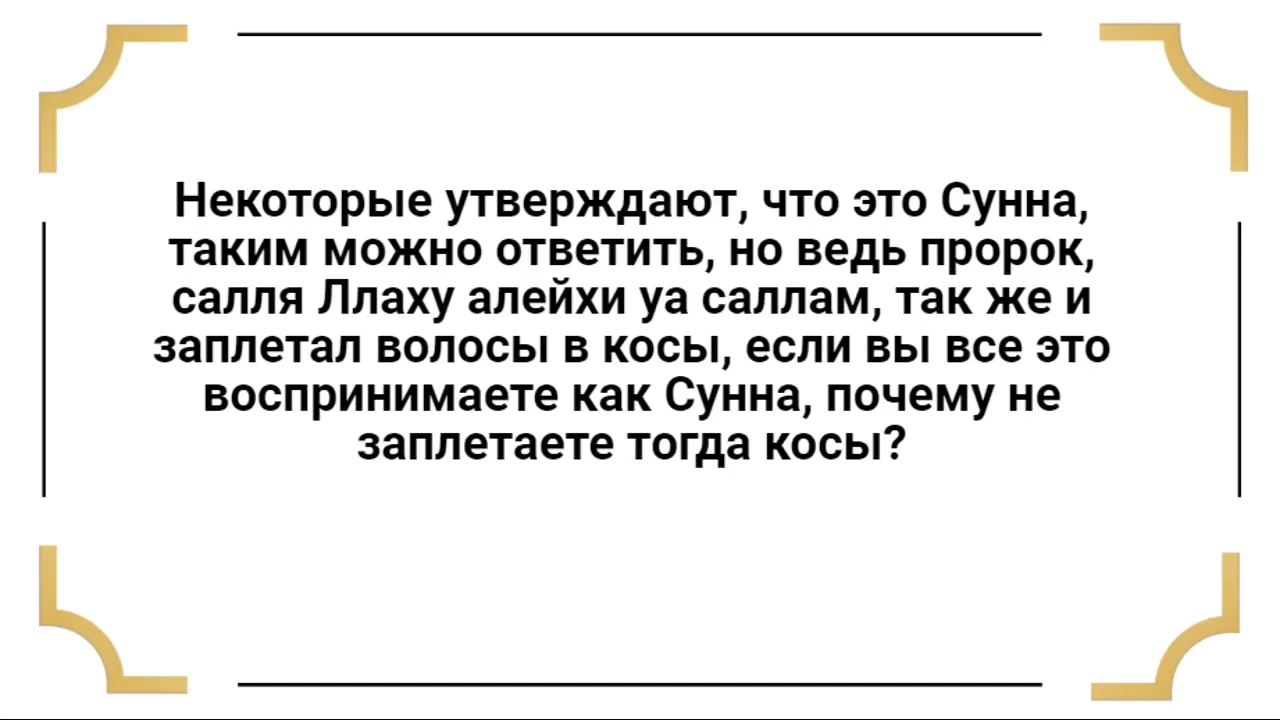 Некоторые утверждают, что это Сунна,
таким можно ответить, но ведь пророк,
салля Ллаху алейхи уа саллам, так же и
заплетал волосы в косы, если вы все это
воспринимаете как Сунна, почему не
заплетаете тогда косы?